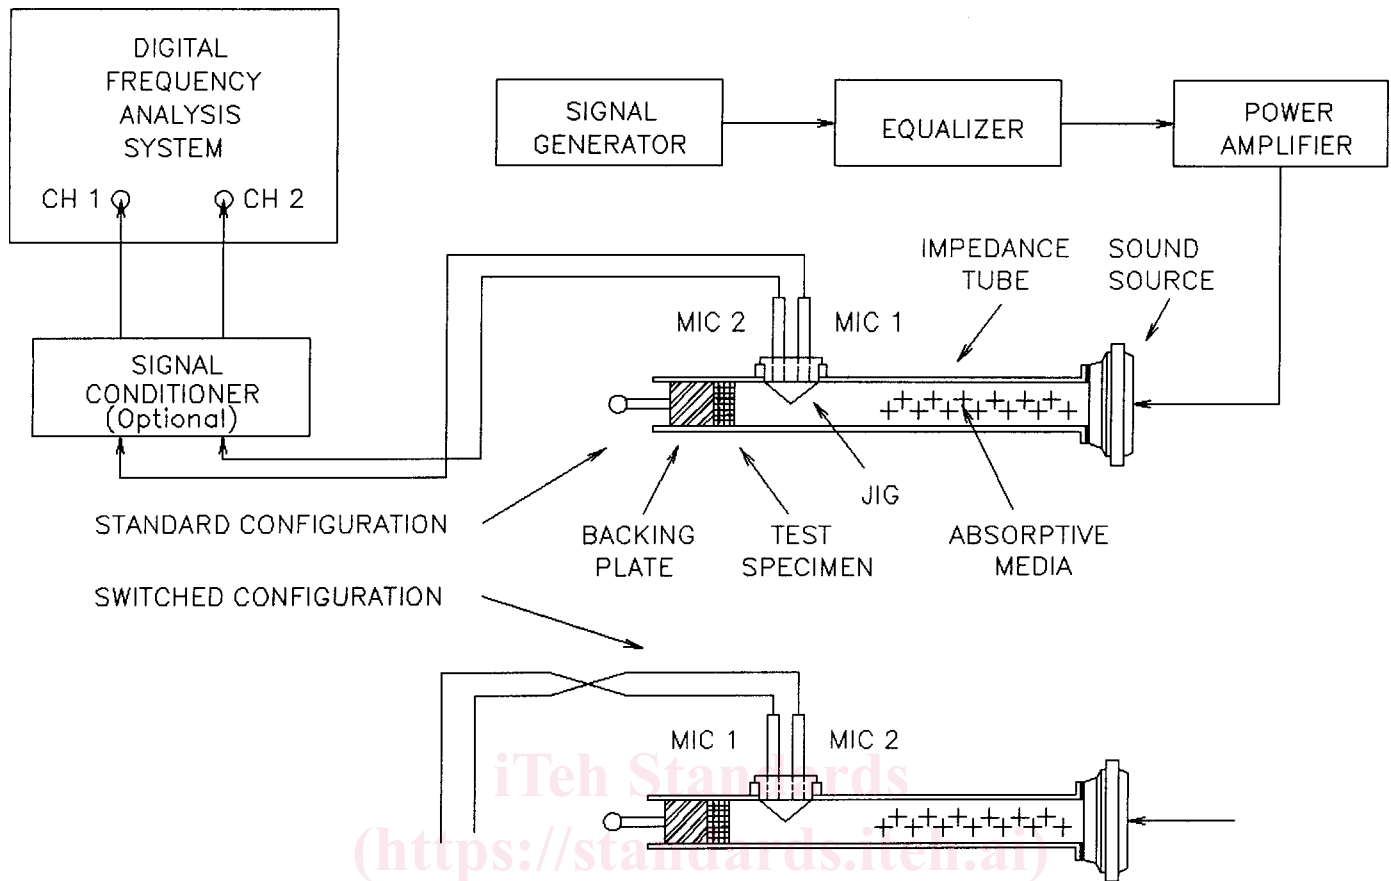 DIGITAL
FREQUENCY
ANALYSIS
SYSTEM
CH 1
CH 2
SIGNAL
GENERATOR
EQUALIZER
POWER
AMPLIFIER
IMPEDANCE
TUBE
SOUND
SOURCE
MIC 2
MIC 1
SIGNAL
CONDITIONER
(Optional)
JIG
STANDARD CONFIGURATION
BACKING
PLATE
TEST
SPECIMEN
ABSORPTIVE
MEDIA
SWITCHED CONFIGURATION
MIC 1
MIC 2
iTeh Standards
(https://standards.iteh.ai)